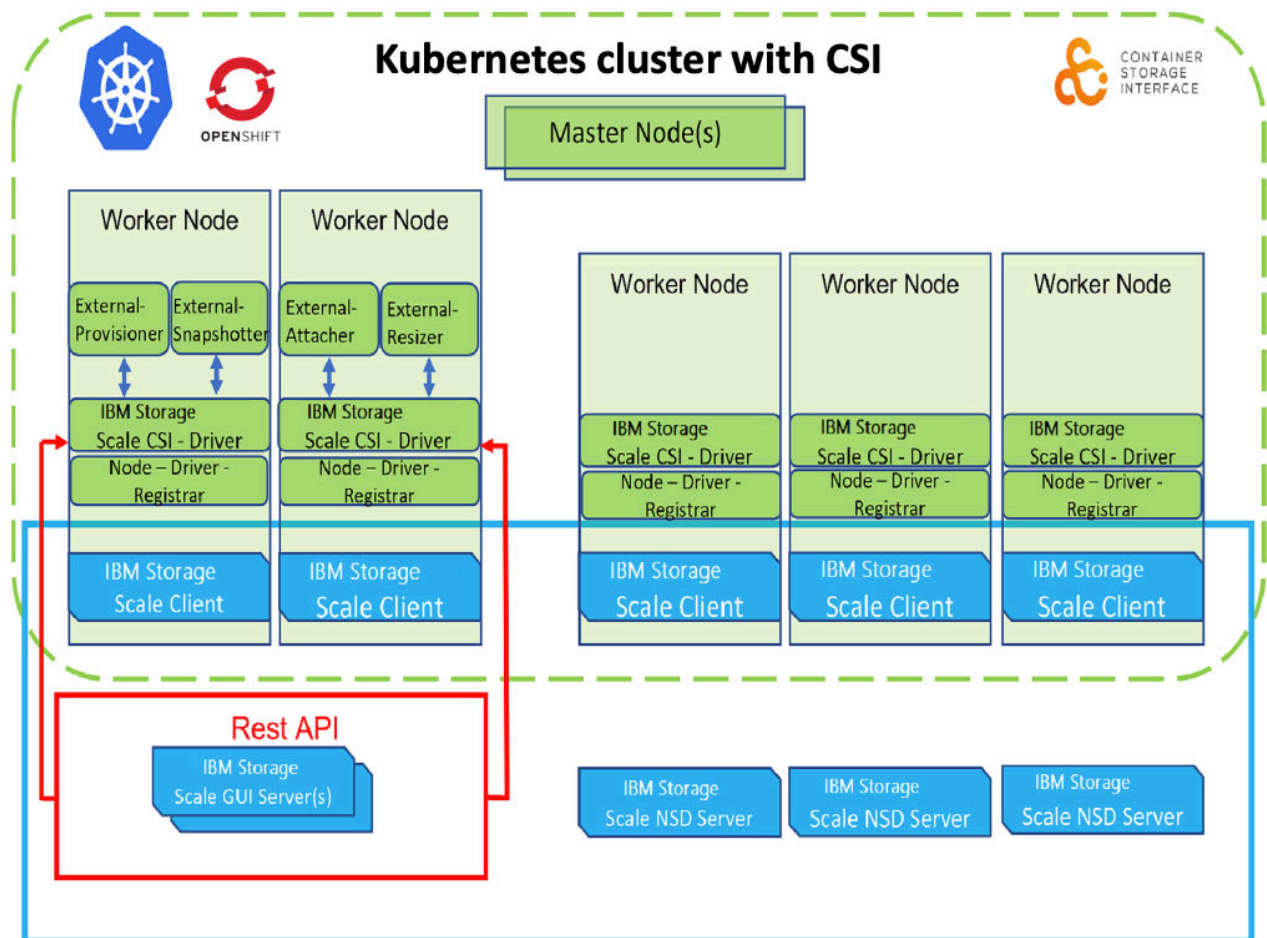 Kubernetes cluster with CSI
OPENSHIFT
CONTAINER
STORAGE
INTERFACE
Master Node(s)
Worker Node
External-
Provisioner
External-
Snapshotter
IBM Storage
Scale CSI - Driver
Node – Driver -
Registrar
IBM Storage
Scale Client
Worker Node
External-
Attacher
External-
Resizer
IBM Storage
Scale CSI - Driver
Node – Driver -
Registrar
IBM Storage
Scale Client
Worker Node
IBM Storage
Scale CSI - Driver
Node – Driver -
Registrar
IBM Storage
Scale Client
Worker Node
IBM Storage
Scale CSI - Driver
Node – Driver -
Registrar
IBM Storage
Scale Client
Worker Node
IBM Storage
Scale CSI - Driver
Node – Driver -
Registrar
IBM Storage
Scale Client
Rest API
IBM Storage
Scale GUI Server(s)
IBM Storage
Scale NSD Server
IBM Storage
Scale NSD Server
IBM Storage
Scale NSD Server